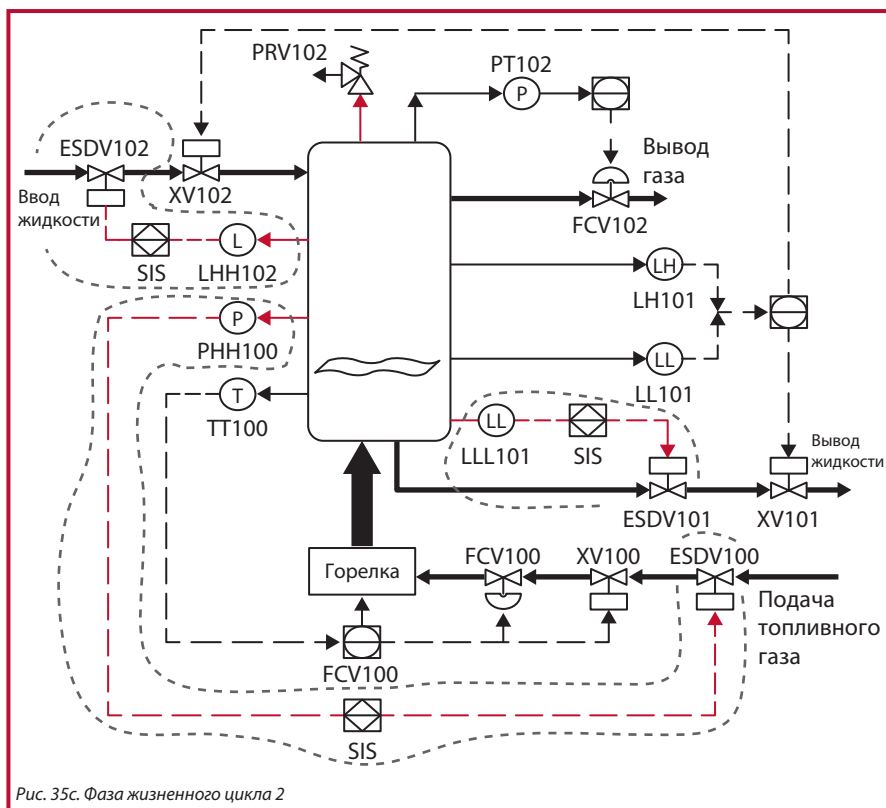 PRV102
PT102
P
ESDV102
XV102
Ввод
жидкости
Вывод
газа
FCV102
SIS
L
LHH102
LH
LH101
P
PHH100
LL
LL101
T
TT100
LL
LLL101
SIS
Вывод
жидкости
ESDV101
XV101
Горелка
FCV100
XV100
ESDV100
Подача
топливного
газа
FCV100
SIS
Рис. 35c. Фаза жизненного цикла 2